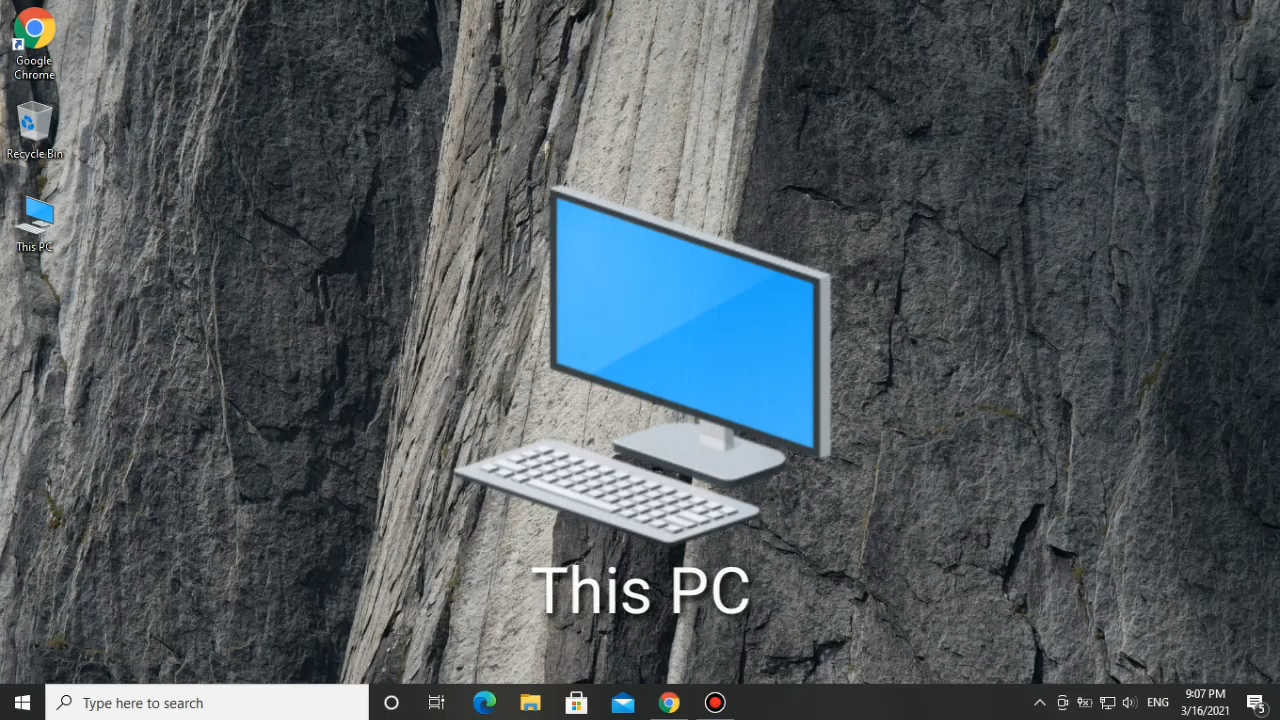 Google
Chrome
Recycle Bin
This PC
This PC
Type here to search
ENG
9:07 PM
3/16/2021
5